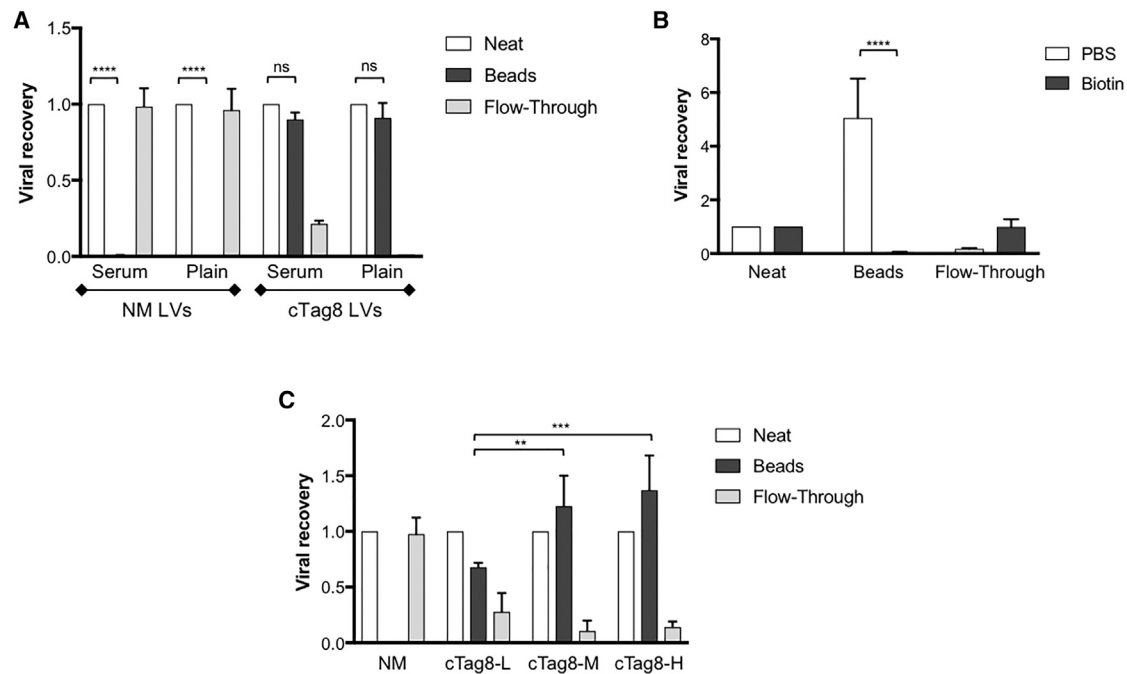 A
Viral recovery
1.5
1.0
0.5
0.0
****
****
ns
ns
Serum
Plain
Serum
Plain
NM LVs
cTag8 LVs
Neat
Beads
Flow-Through
B
Viral recovery
8
6
4
2
0
****
Neat
Beads
Flow-Through
PBS
Biotin
C
Viral recovery
2.0
1.5
1.0
0.5
0.0
***
**
NM
cTag8-L
cTag8-M
cTag8-H
Neat
Beads
Flow-Through